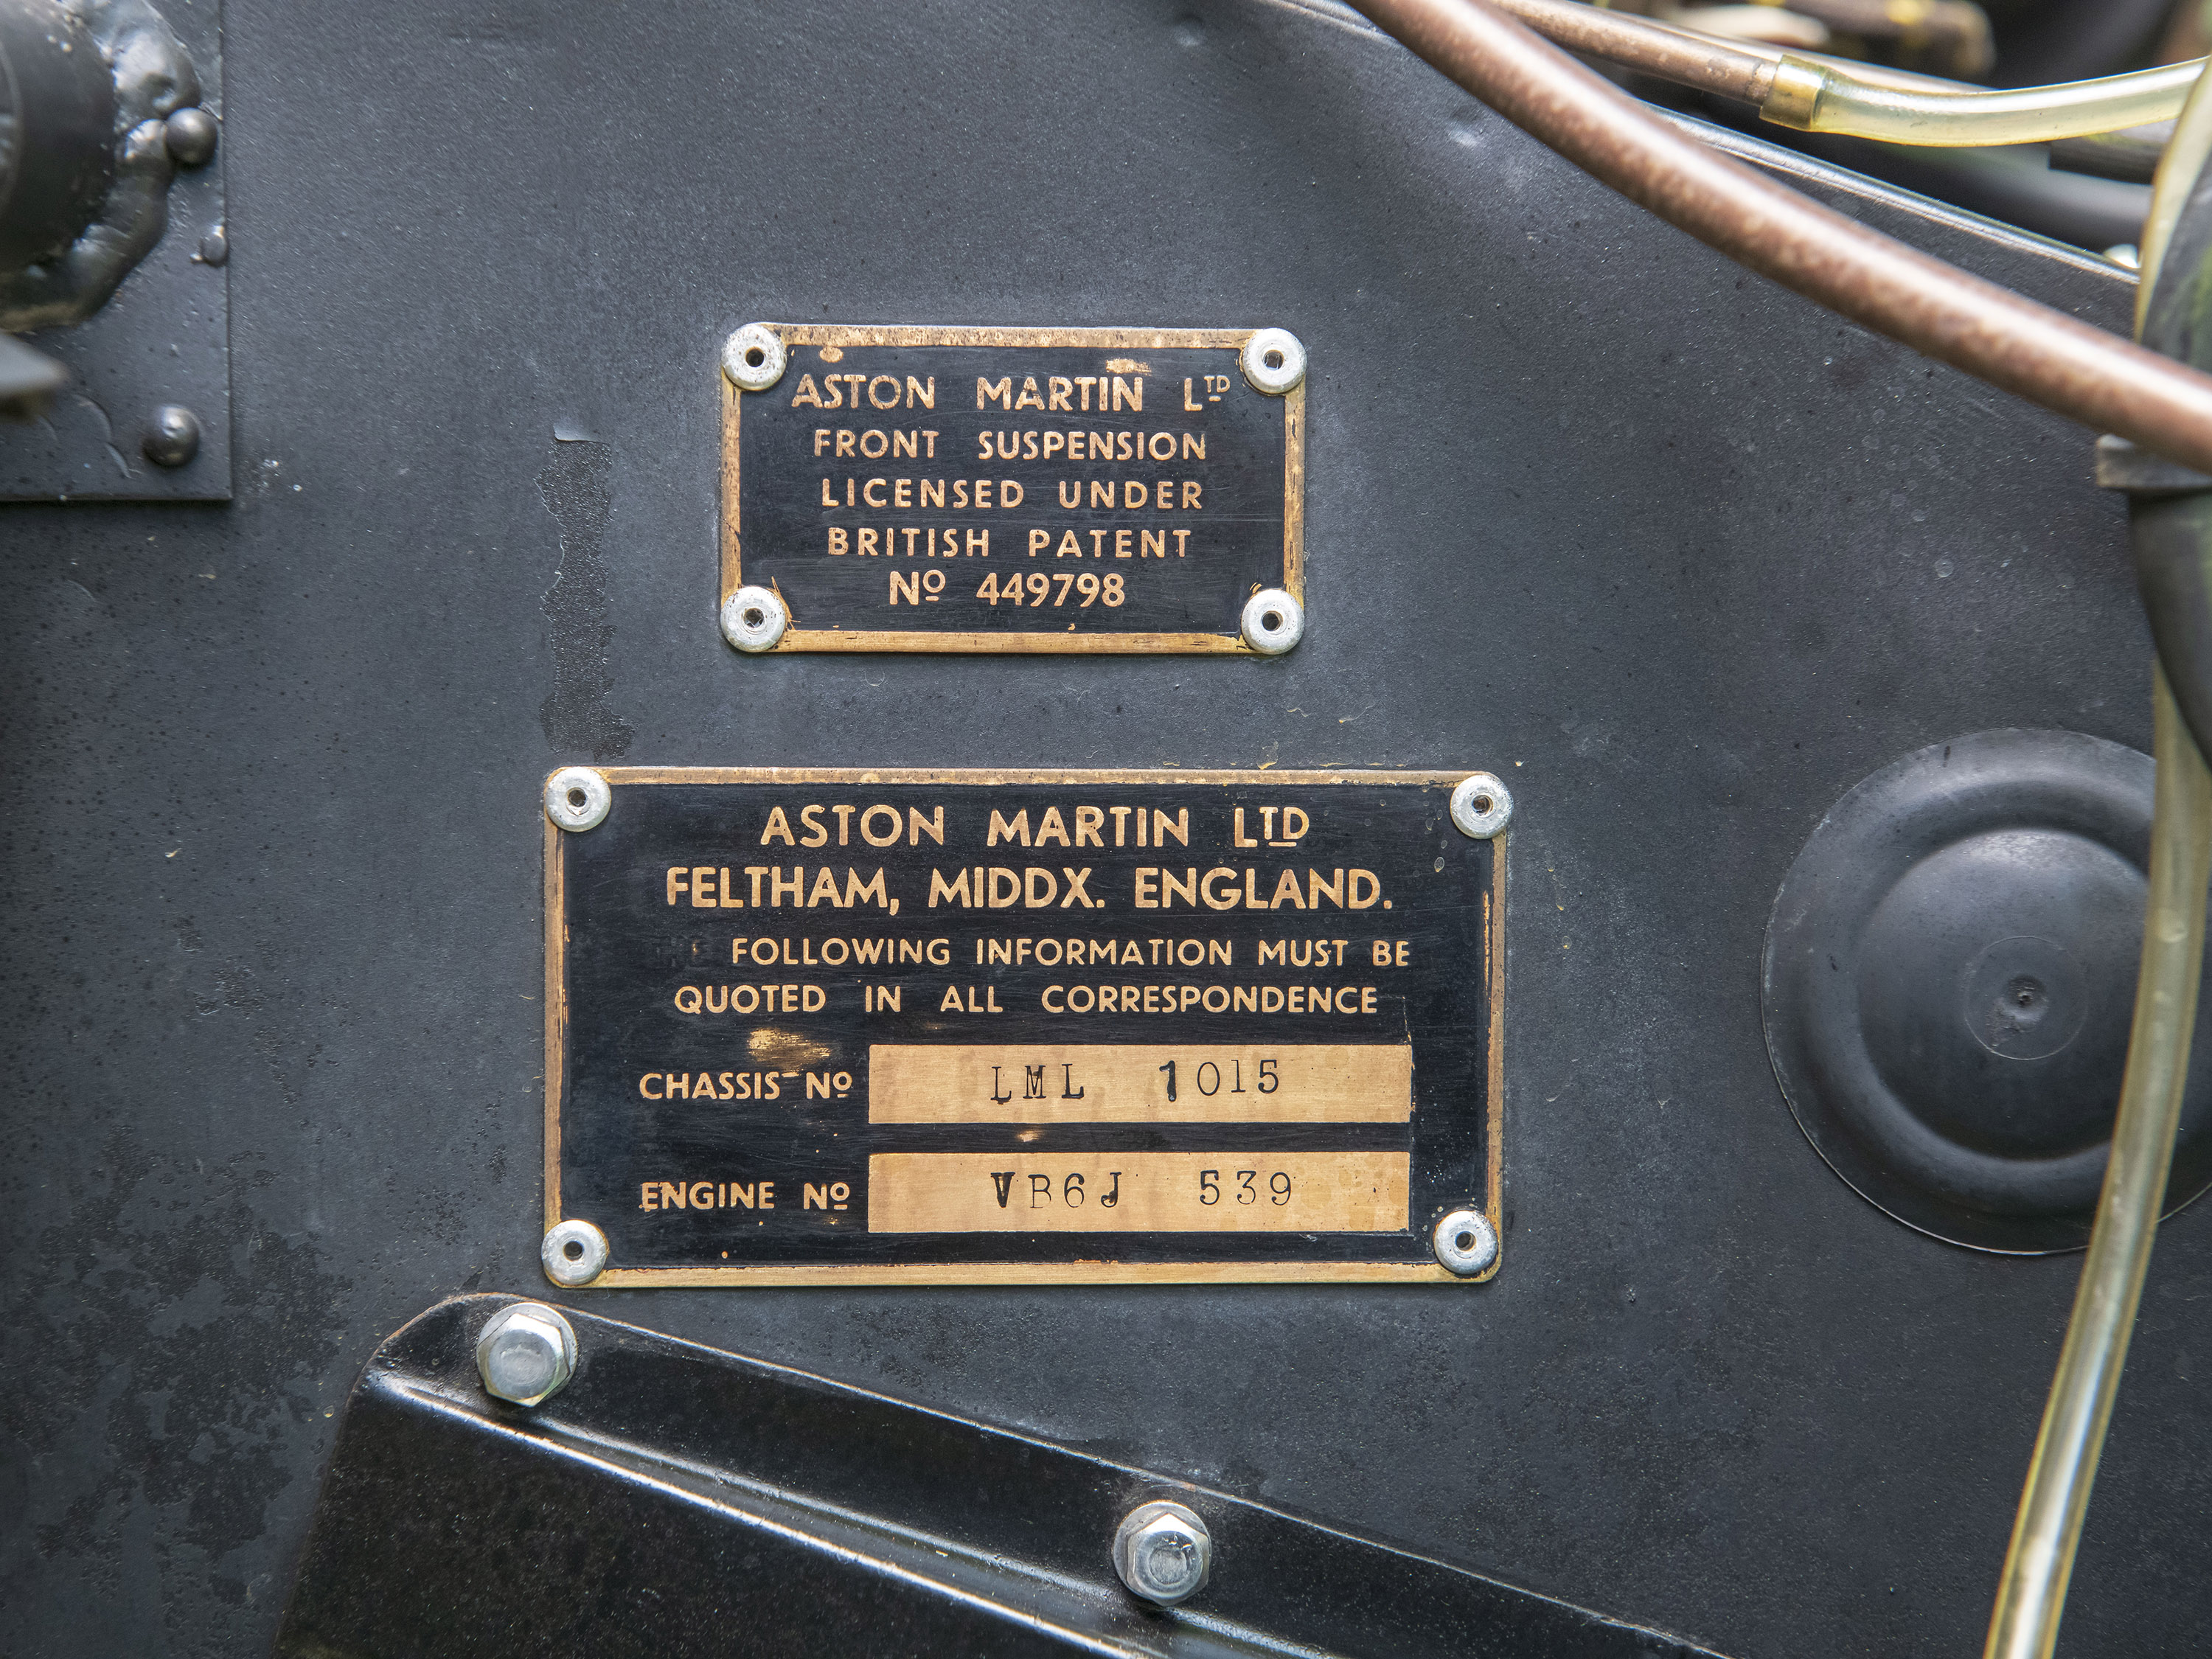 ASTON MARTIN LTD
FRONT SUSPENSION
LICENSED UNDER
BRITISH PATENT
Nº 449798
ASTON MARTIN LTD
FELTHAM, MIDDX. ENGLAND.
FOLLOWING INFORMATION MUST BE
QUOTED IN ALL CORRESPONDENCE
CHASSIS Nº LML 1015
ENGINE Nº VB6J 539